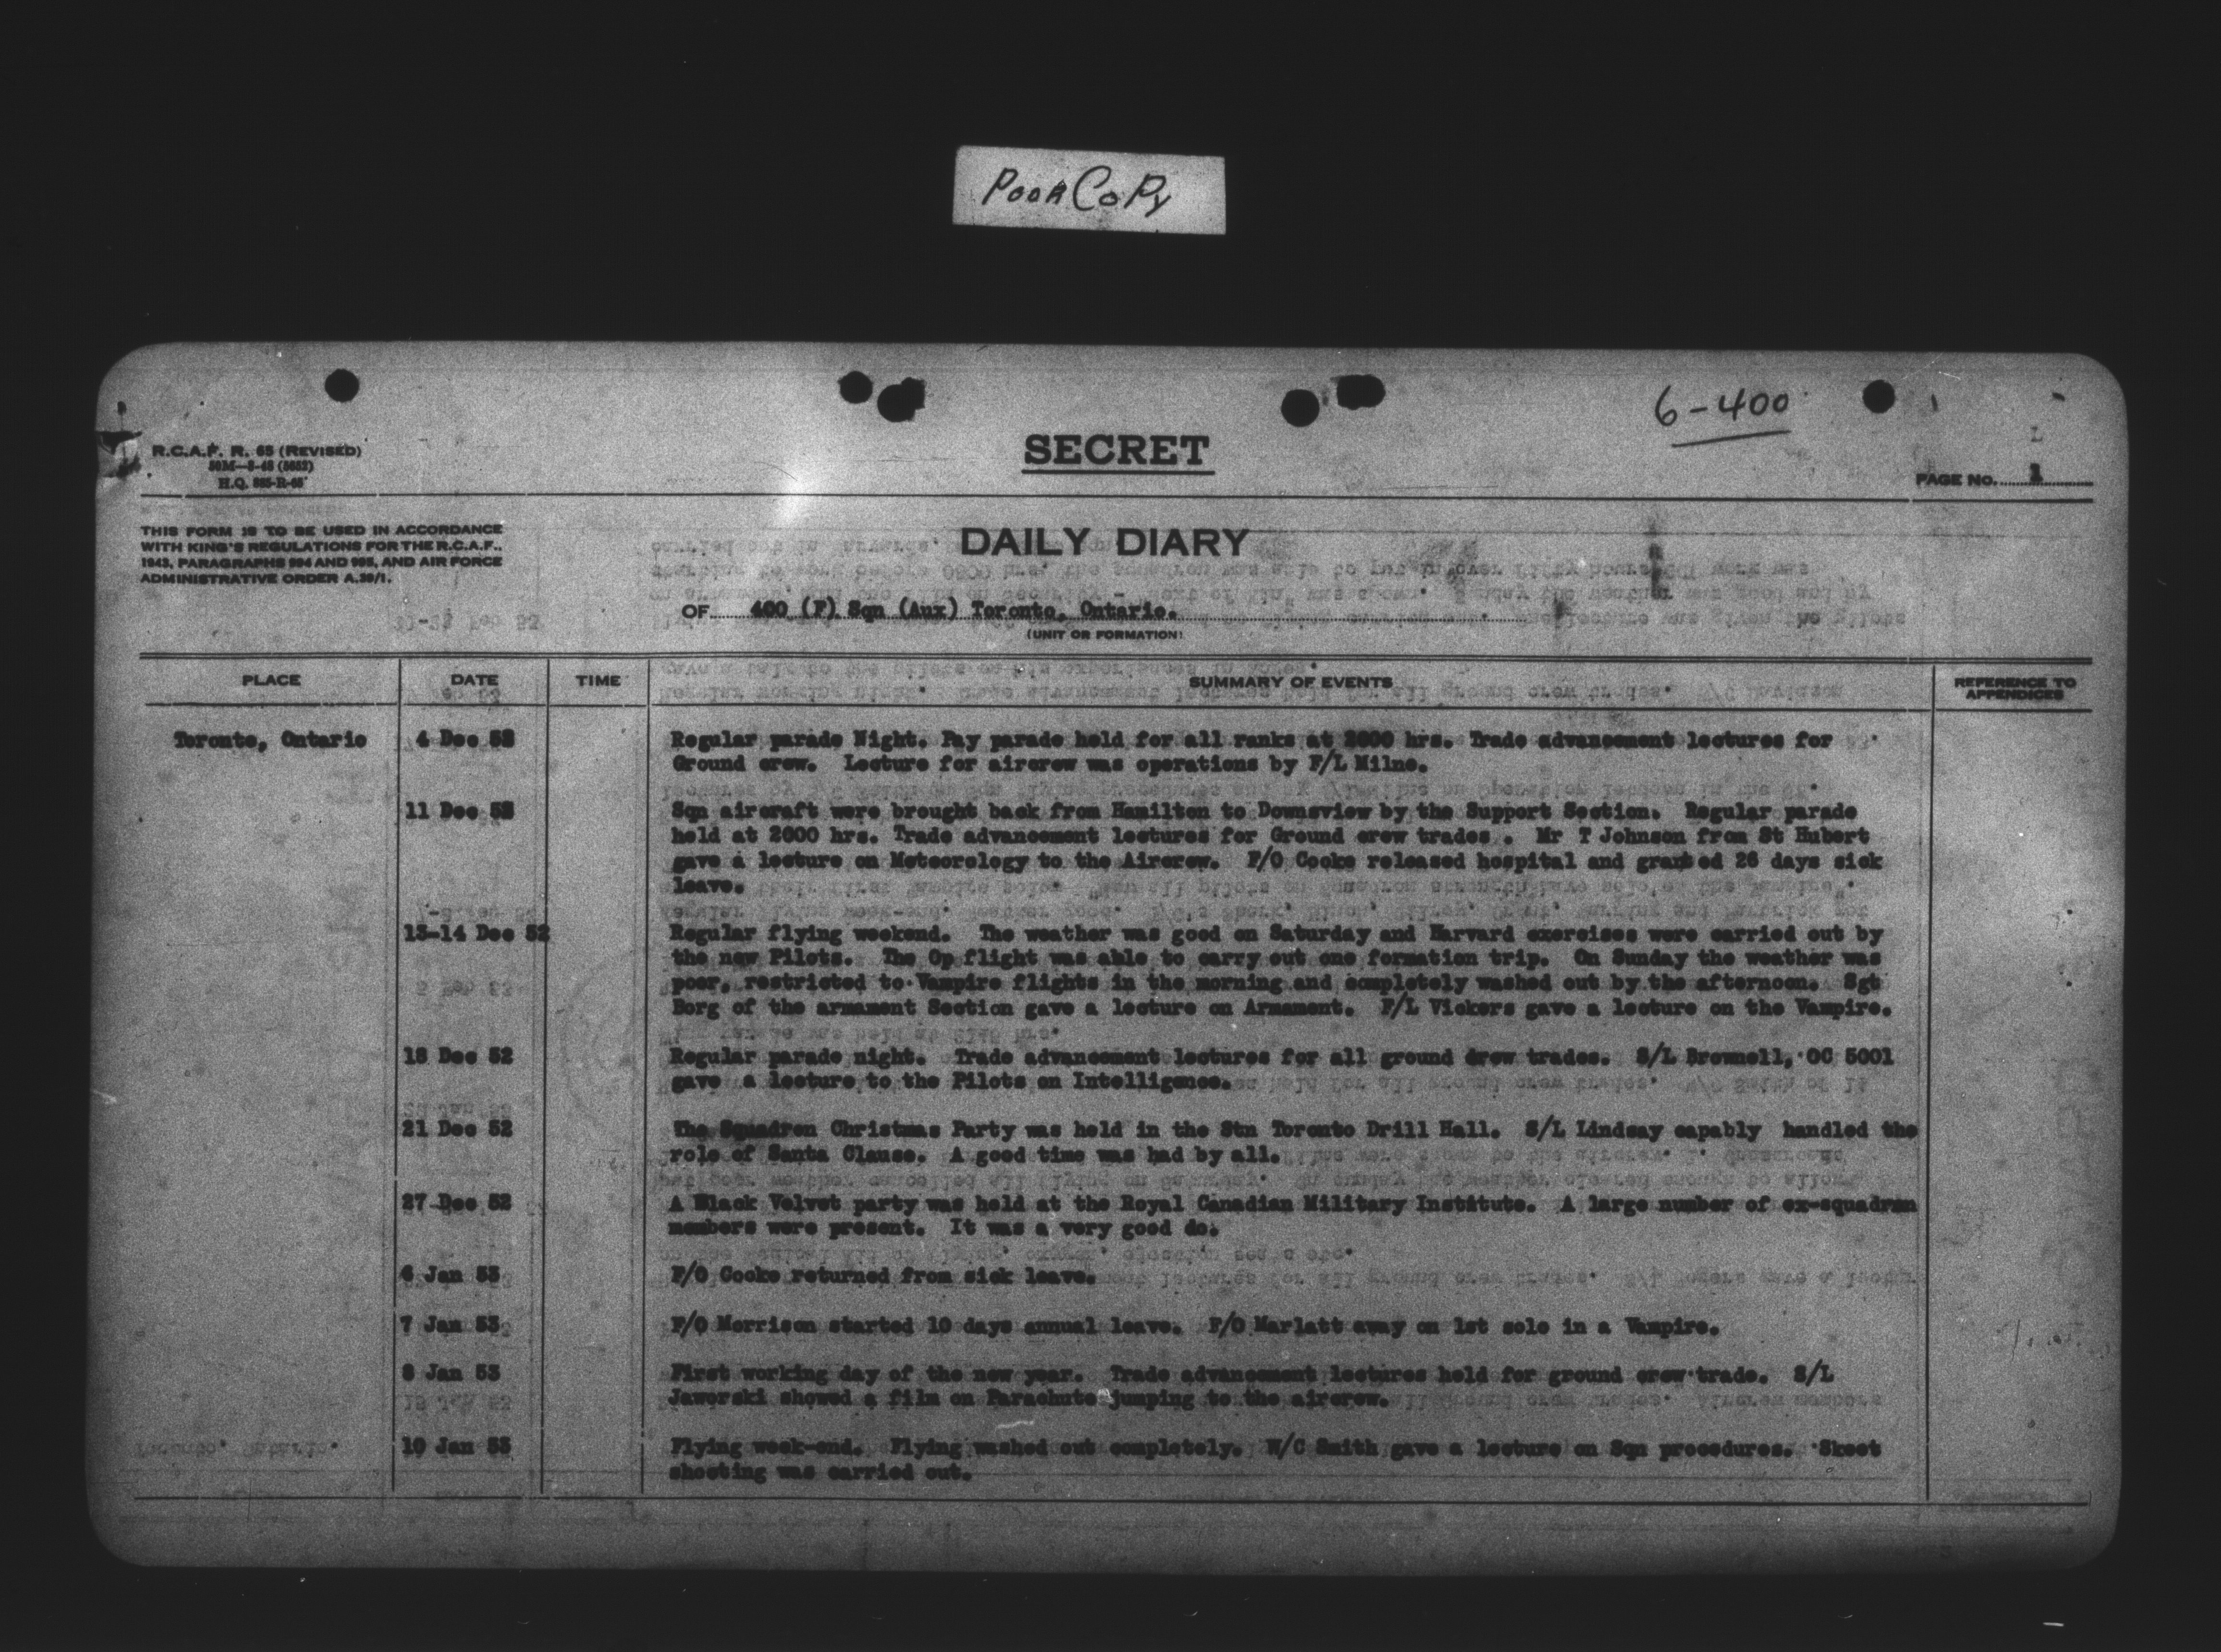 Poor Copy
6-400
SECRET
R.C.A.F. R. 65 (REVISED)
50M—8-48 (5652)
H.Q. 885-R-65
PAGE NO. 1
THIS FORM IS TO BE USED IN ACCORDANCE
WITH KING'S REGULATIONS FOR THE R.C.A.F.,
1943, PARAGRAPHS 994 AND 995, AND AIR FORCE
ADMINISTRATIVE ORDER A.39/1.
DAILY DIARY
OF 400 (F) Sqn (Aux) Toronto, Ontario.
(UNIT OR FORMATION)
PLACE DATE TIME SUMMARY OF EVENTS REFERENCE TO
APPENDICES
Toronto, Ontario 4 Dec 52 Regular parade Night. Pay parade held for all ranks at 2000 hrs. Trade advancement lectures for
Ground crew. Lecture for aircrew was operations by F/L Milne.
11 Dec 52 Sqn aircraft were brought back from Hamilton to Downsview by the Support Section. Regular parade
held at 2000 hrs. Trade advancement lectures for Ground crew trades. Mr T Johnson from St Hubert
gave a lecture on Meteorology to the Aircrew. F/O Cooke released hospital and granted 26 days sick
leave.
13-14 Dec 52 Regular flying weekend. The weather was good on Saturday and Harvard exercises were carried out by
the new Pilots. The Op flight was able to carry out one formation trip. On Sunday the weather was
poor, restricted to Vampire flights in the morning and completely washed out by the afternoon. Sgt
Borg of the armament Section gave a lecture on Armament. F/L Vickers gave a lecture on the Vampire.
18 Dec 52 Regular parade night. Trade advancement lectures for all ground crew trades. S/L Brownell, OC 5001
gave a lecture to the Pilots on Intelligence.
21 Dec 52 The Squadron Christmas Party was held in the Stn Toronto Drill Hall. S/L Lindsay capably handled the
role of Santa Clause. A good time was had by all.
27 Dec 52 A Black Velvet party was held at the Royal Canadian Military Institute. A large number of ex-squadron
members were present. It was a very good do.
6 Jan 53 F/O Cooke returned from sick leave.
7 Jan 53 F/O Morrison started 10 days annual leave. F/O Marlatt away on 1st solo in a Vampire.
8 Jan 53 First working day of the new year. Trade advancement lectures held for ground crew trade. S/L
Jaworski showed a film on Parachute jumping to the aircrew.
10 Jan 53 Flying week-end. Flying washed out completely. W/C Smith gave a lecture on Sqn procedures. Skeet
shooting was carried out.